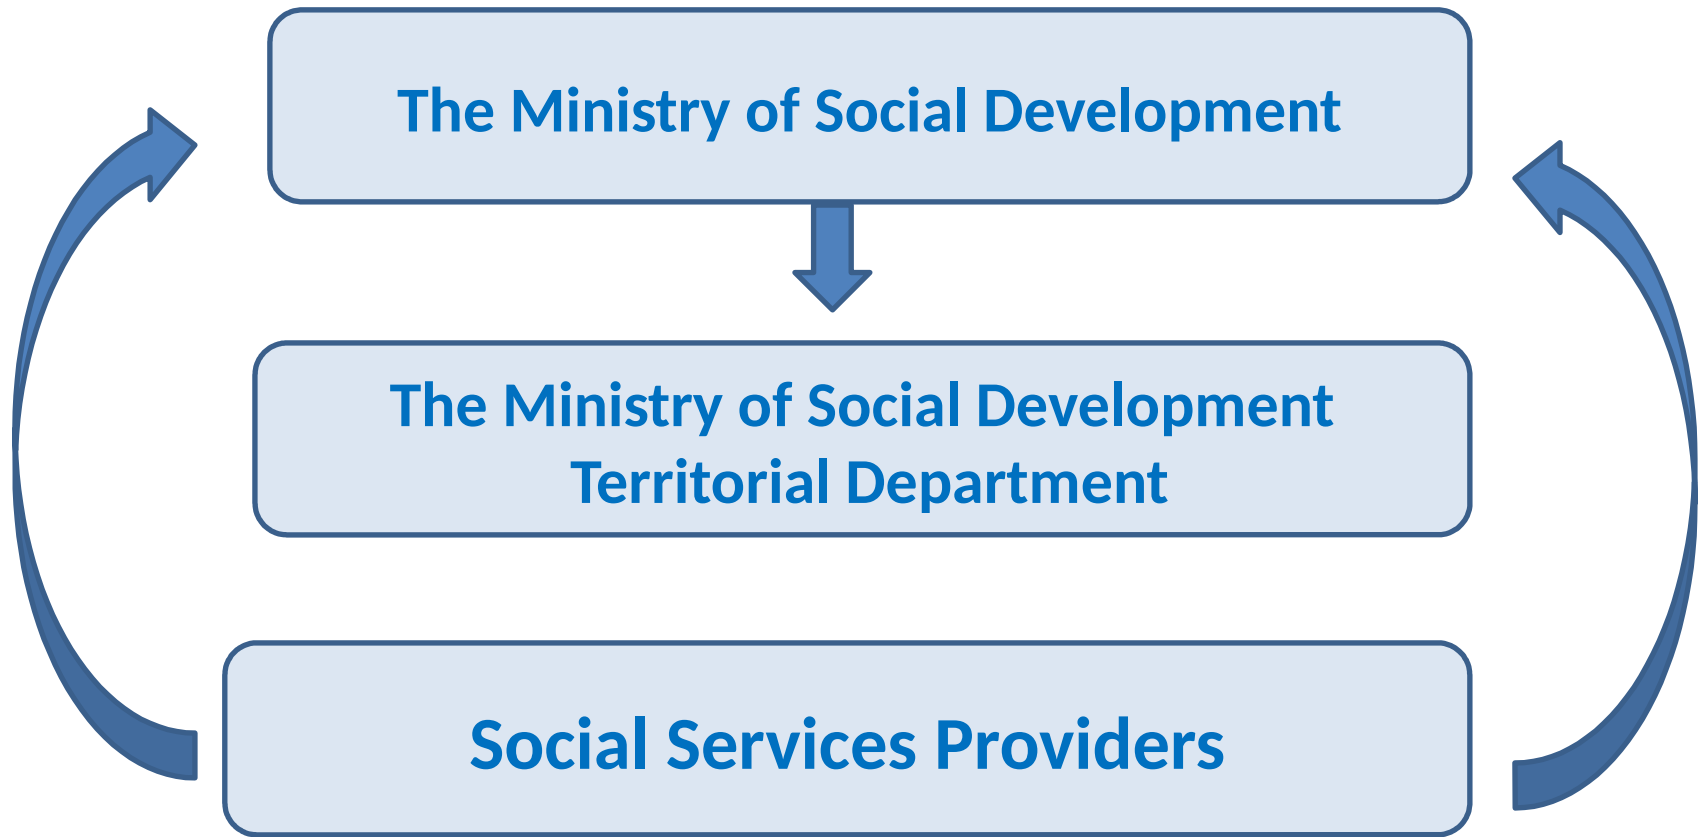 The Ministry of Social Development
The Ministry of Social Development
Territorial Department
Social Services Providers